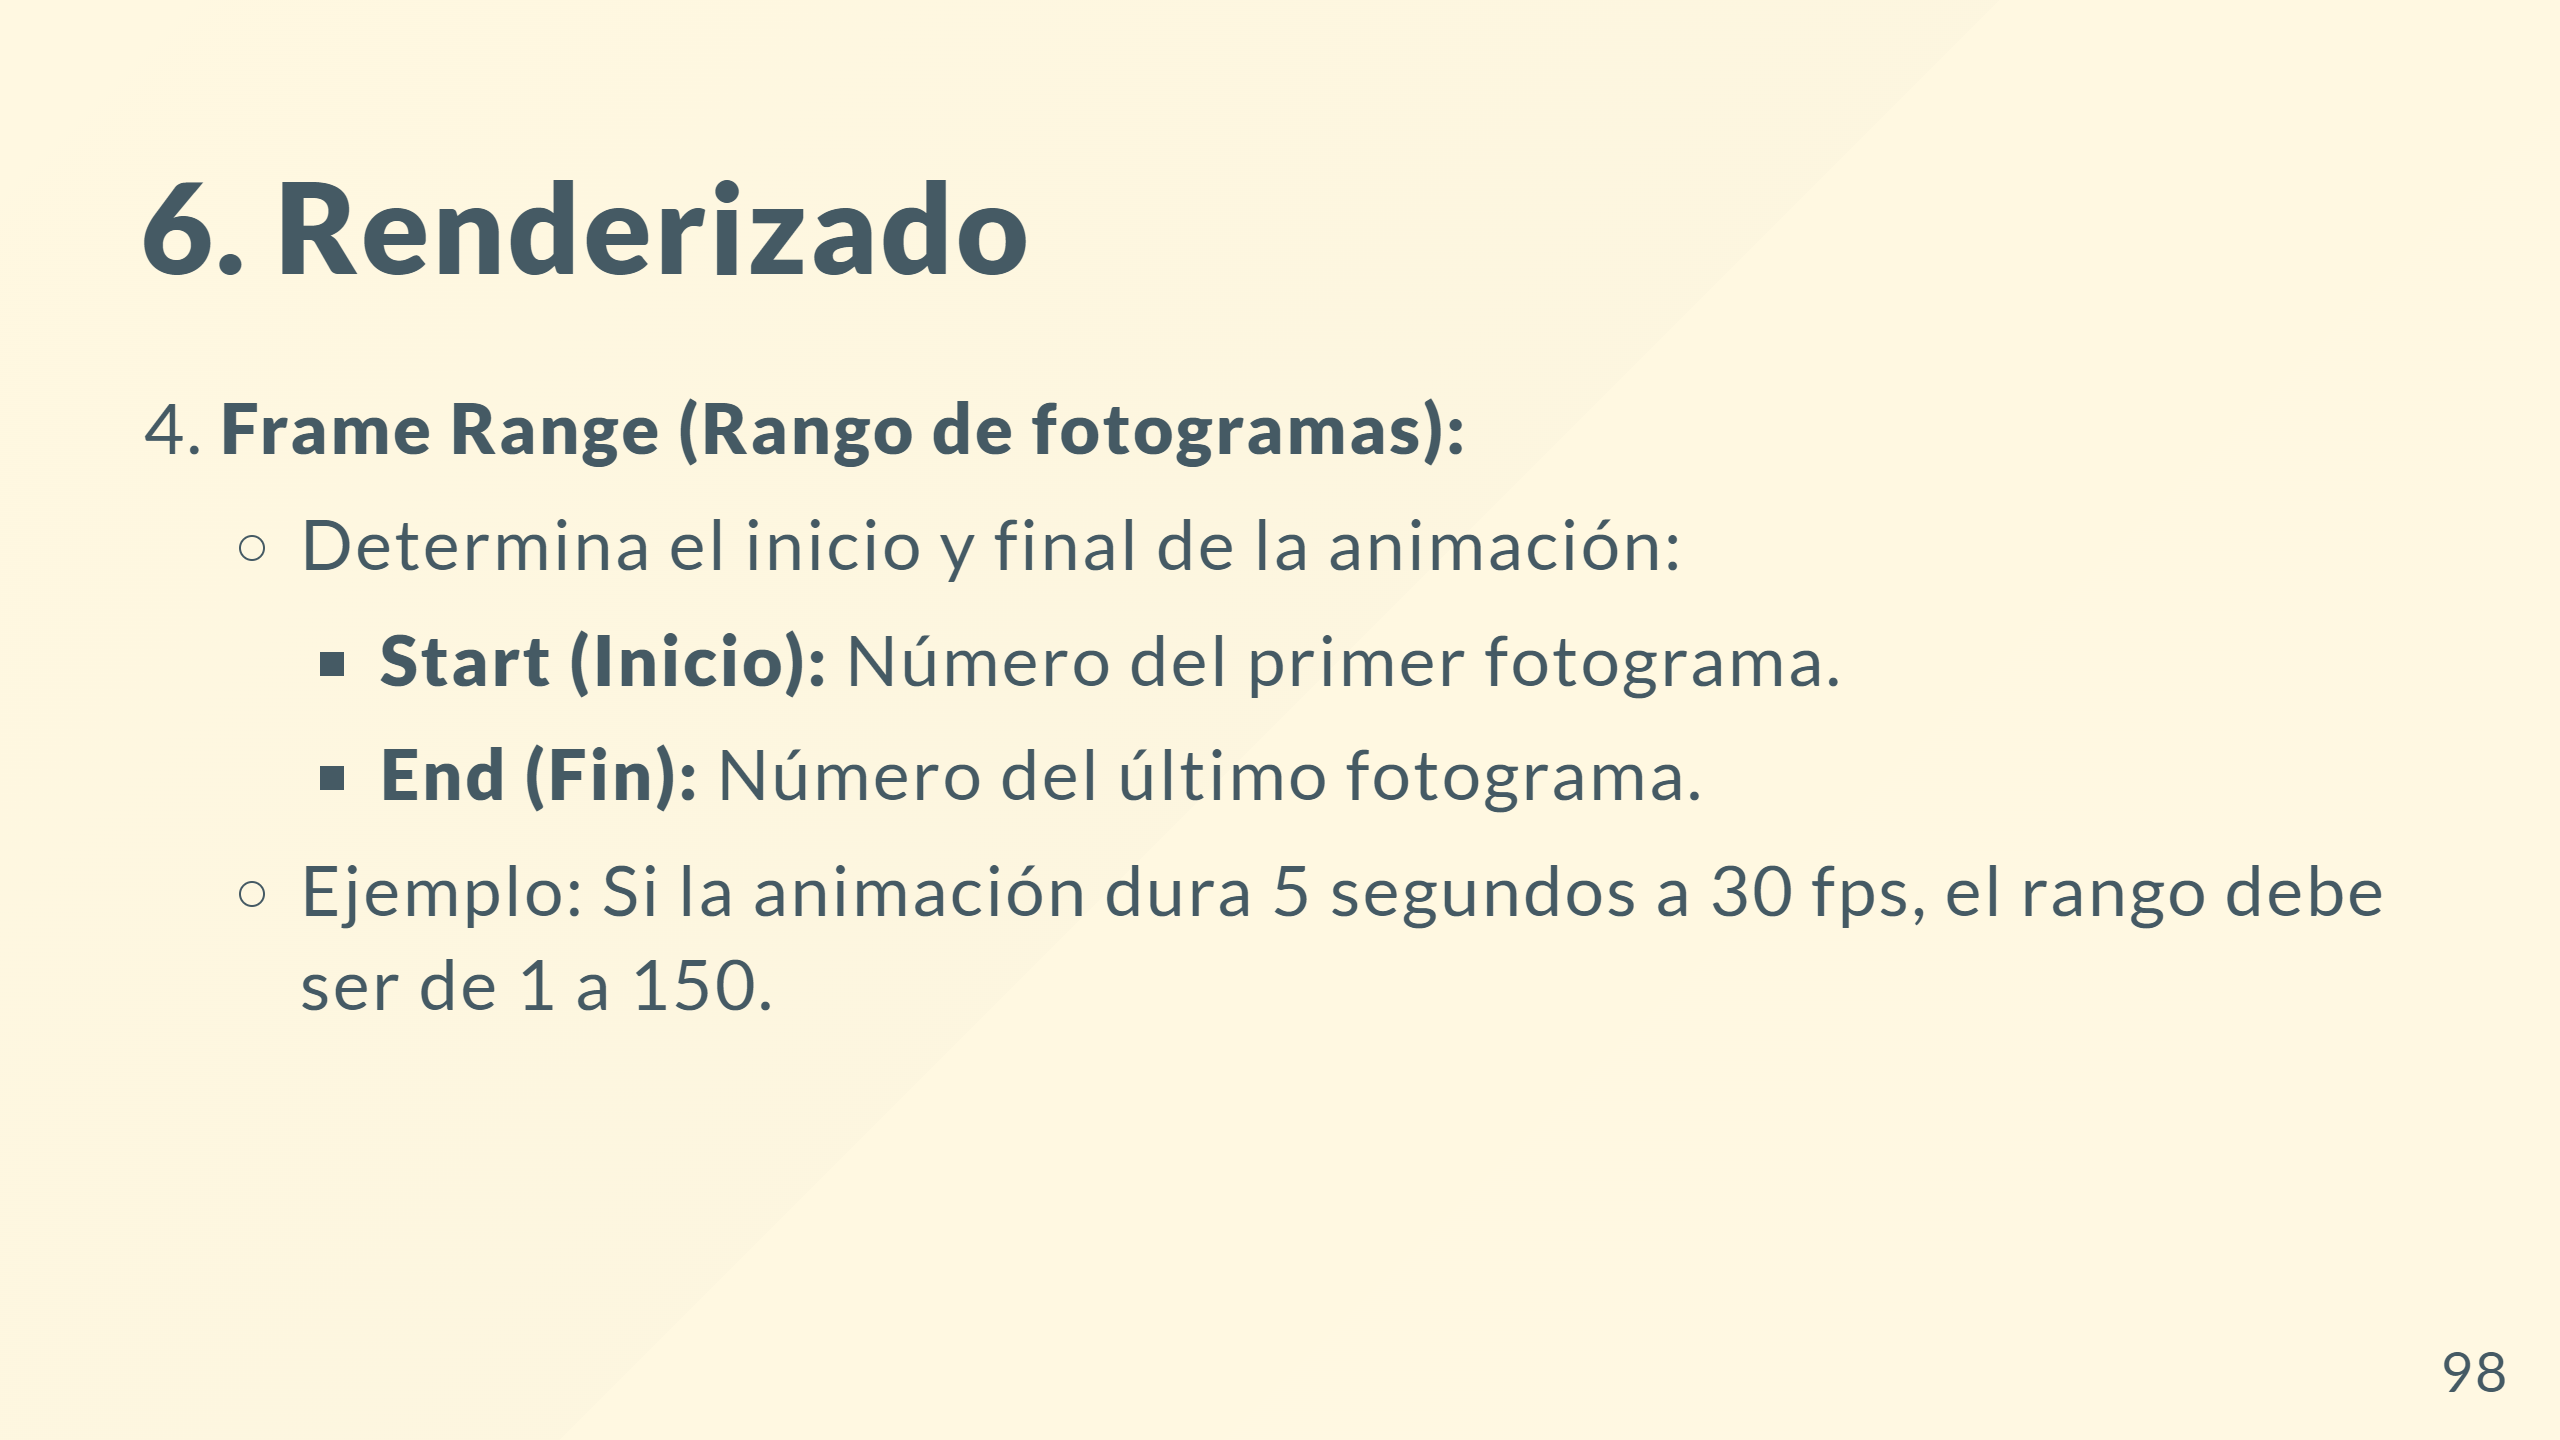 6. Renderizado
4. Frame Range (Rango de fotogramas):
○ Determina el inicio y final de la animación:
▪ Start (Inicio): Número del primer fotograma.
▪ End (Fin): Número del último fotograma.
○ Ejemplo: Si la animación dura 5 segundos a 30 fps, el rango debe
ser de 1 a 150.
98